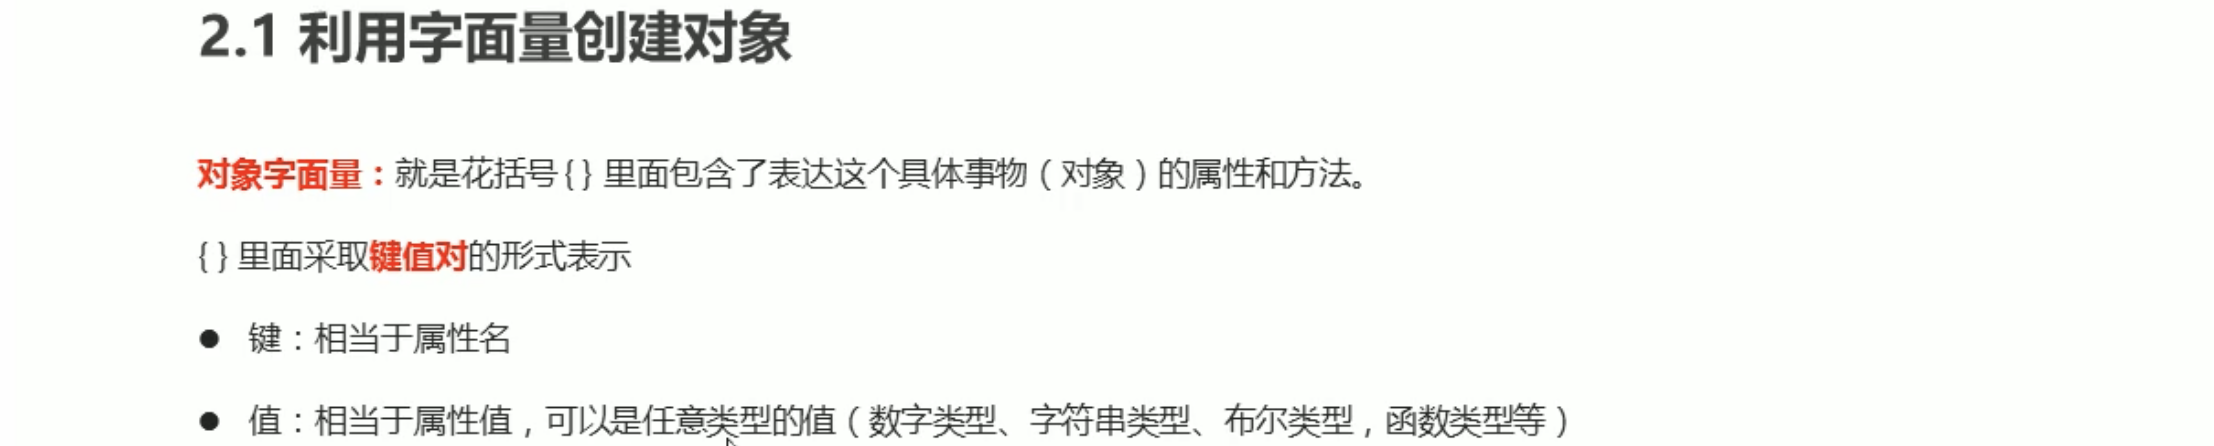 2.1 利用字面量创建对象
对象字面量：就是花括号{ } 里面包含了表达这个具体事物（对象）的属性和方法。
{ } 里面采取键值对的形式表示
● 键：相当于属性名
● 值：相当于属性值，可以是任意类型的值（数字类型、字符串类型、布尔类型，函数类型等）